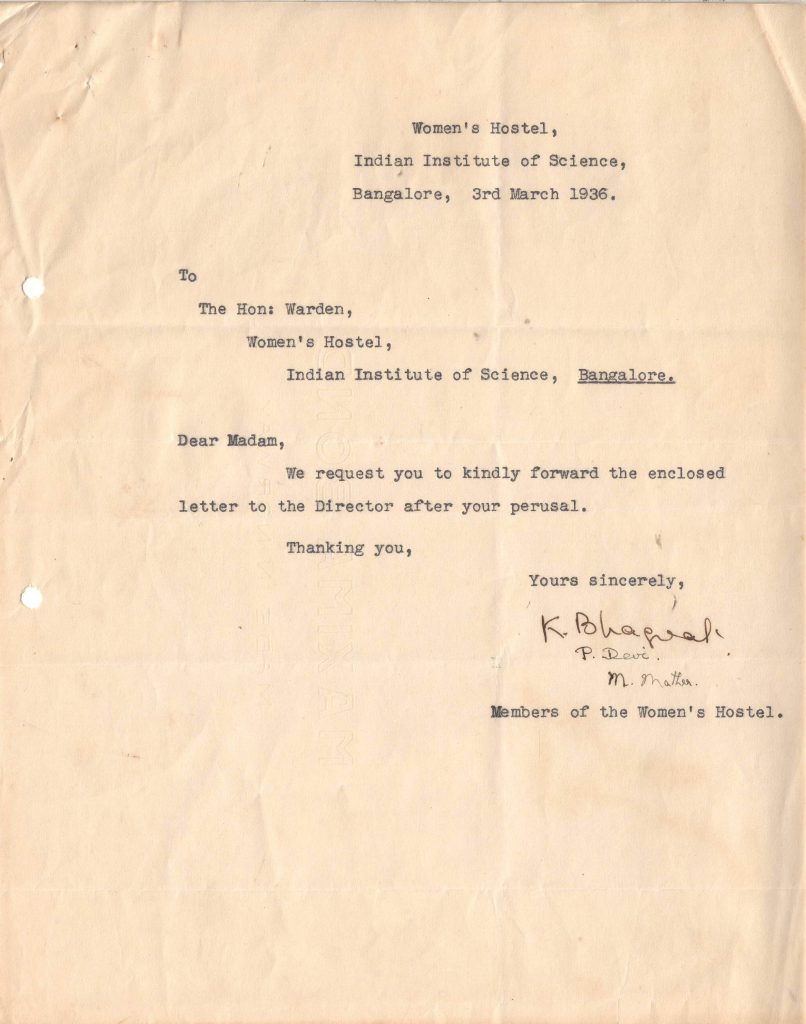 Women's Hostel,
Indian Institute of Science,
Bangalore, 3rd March 1936.
To
The Hon: Warden,
Women's Hostel,
Indian Institute of Science, Bangalore.
Dear Madam,
We request you to kindly forward the enclosed
letter to the Director after your perusal.
Thanking you,
Yours sincerely,
K. Bhagvat.
P. Devi.
M. Mather.
Members of the Women's Hostel.